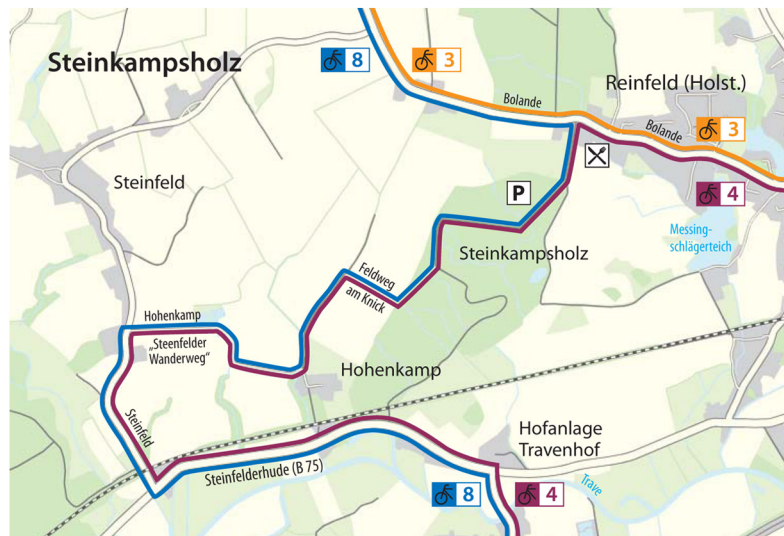 Steinkampsholz
8
3
Bolande
Reinfeld (Holst.)
Bolande
3
4
Steinfeld
P
Messing-
schlägerteich
Steinkampsholz
Feldweg
am Knick
Hohenkamp
„Steenfelder
Wanderweg“
Hohenkamp
Steinfeld
Hofanlage
Travenhof
Steinfelderhude (B 75)
8
4
Trave